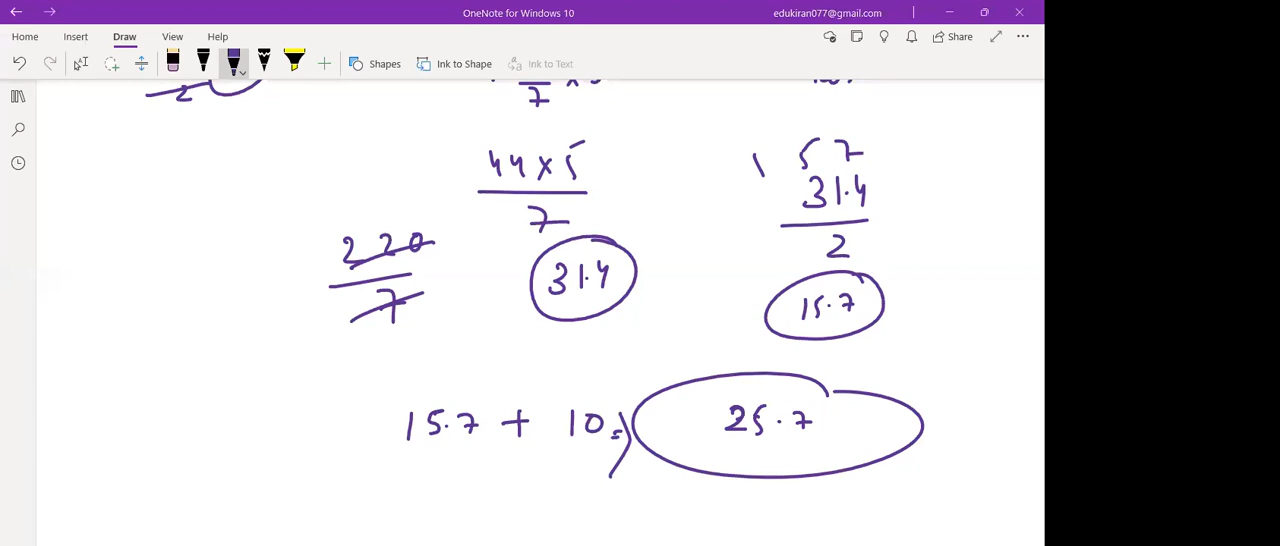 OneNote for Windows 10
edukiran077@gmail.com
Home Insert Draw View Help
Share
Shapes Ink to Shape Ink to Text
2
7
44 x 5
7
5 7
31.4
2
220
7
31.4
15.7
15.7 + 10 = 25.7